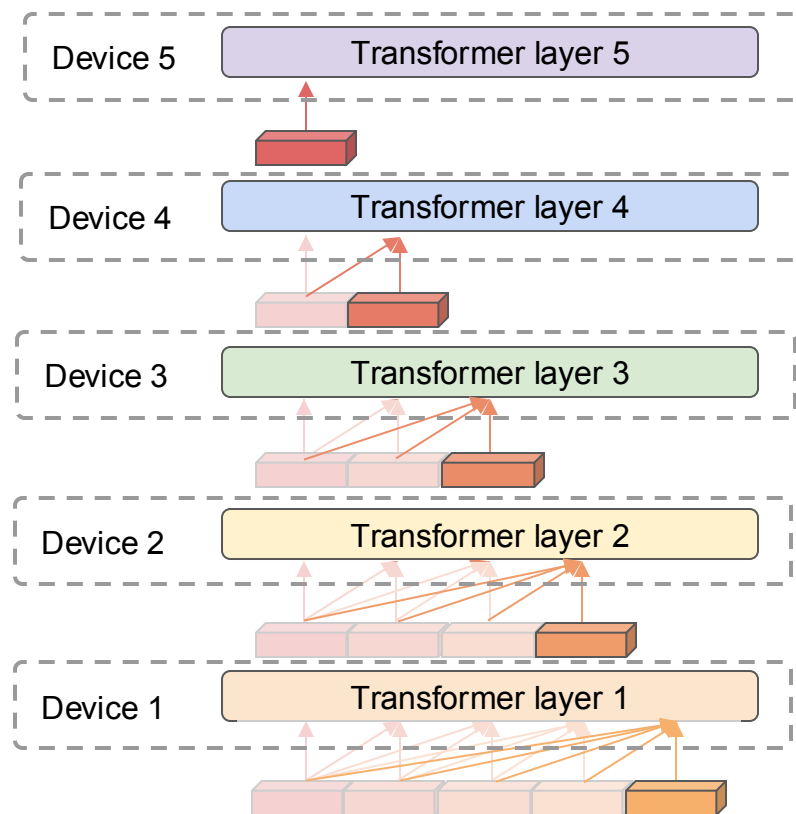 Device 5 Transformer layer 5
Device 4 Transformer layer 4
Device 3 Transformer layer 3
Device 2 Transformer layer 2
Device 1 Transformer layer 1